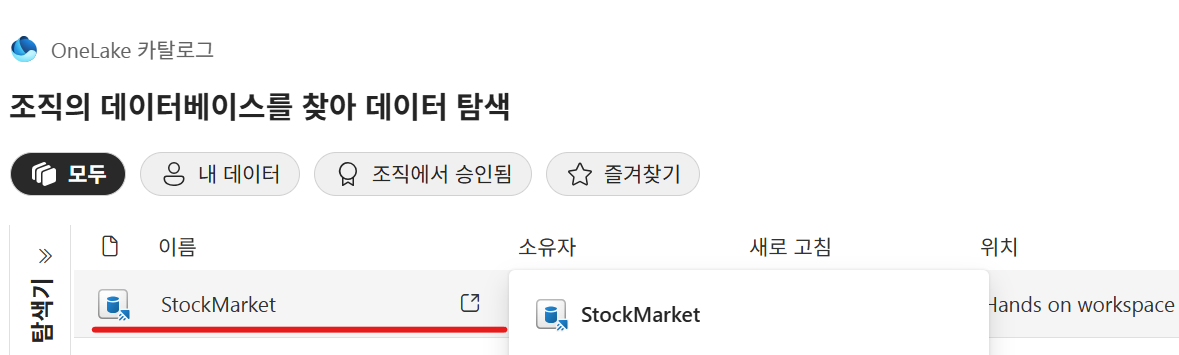 OneLake 카탈로그
조직의 데이터베이스를 찾아 데이터 탐색
모두 내 데이터 조직에서 승인됨 즐겨찾기
이름 소유자 새로 고침 위치
탐색기
StockMarket Hands on workspace
StockMarket